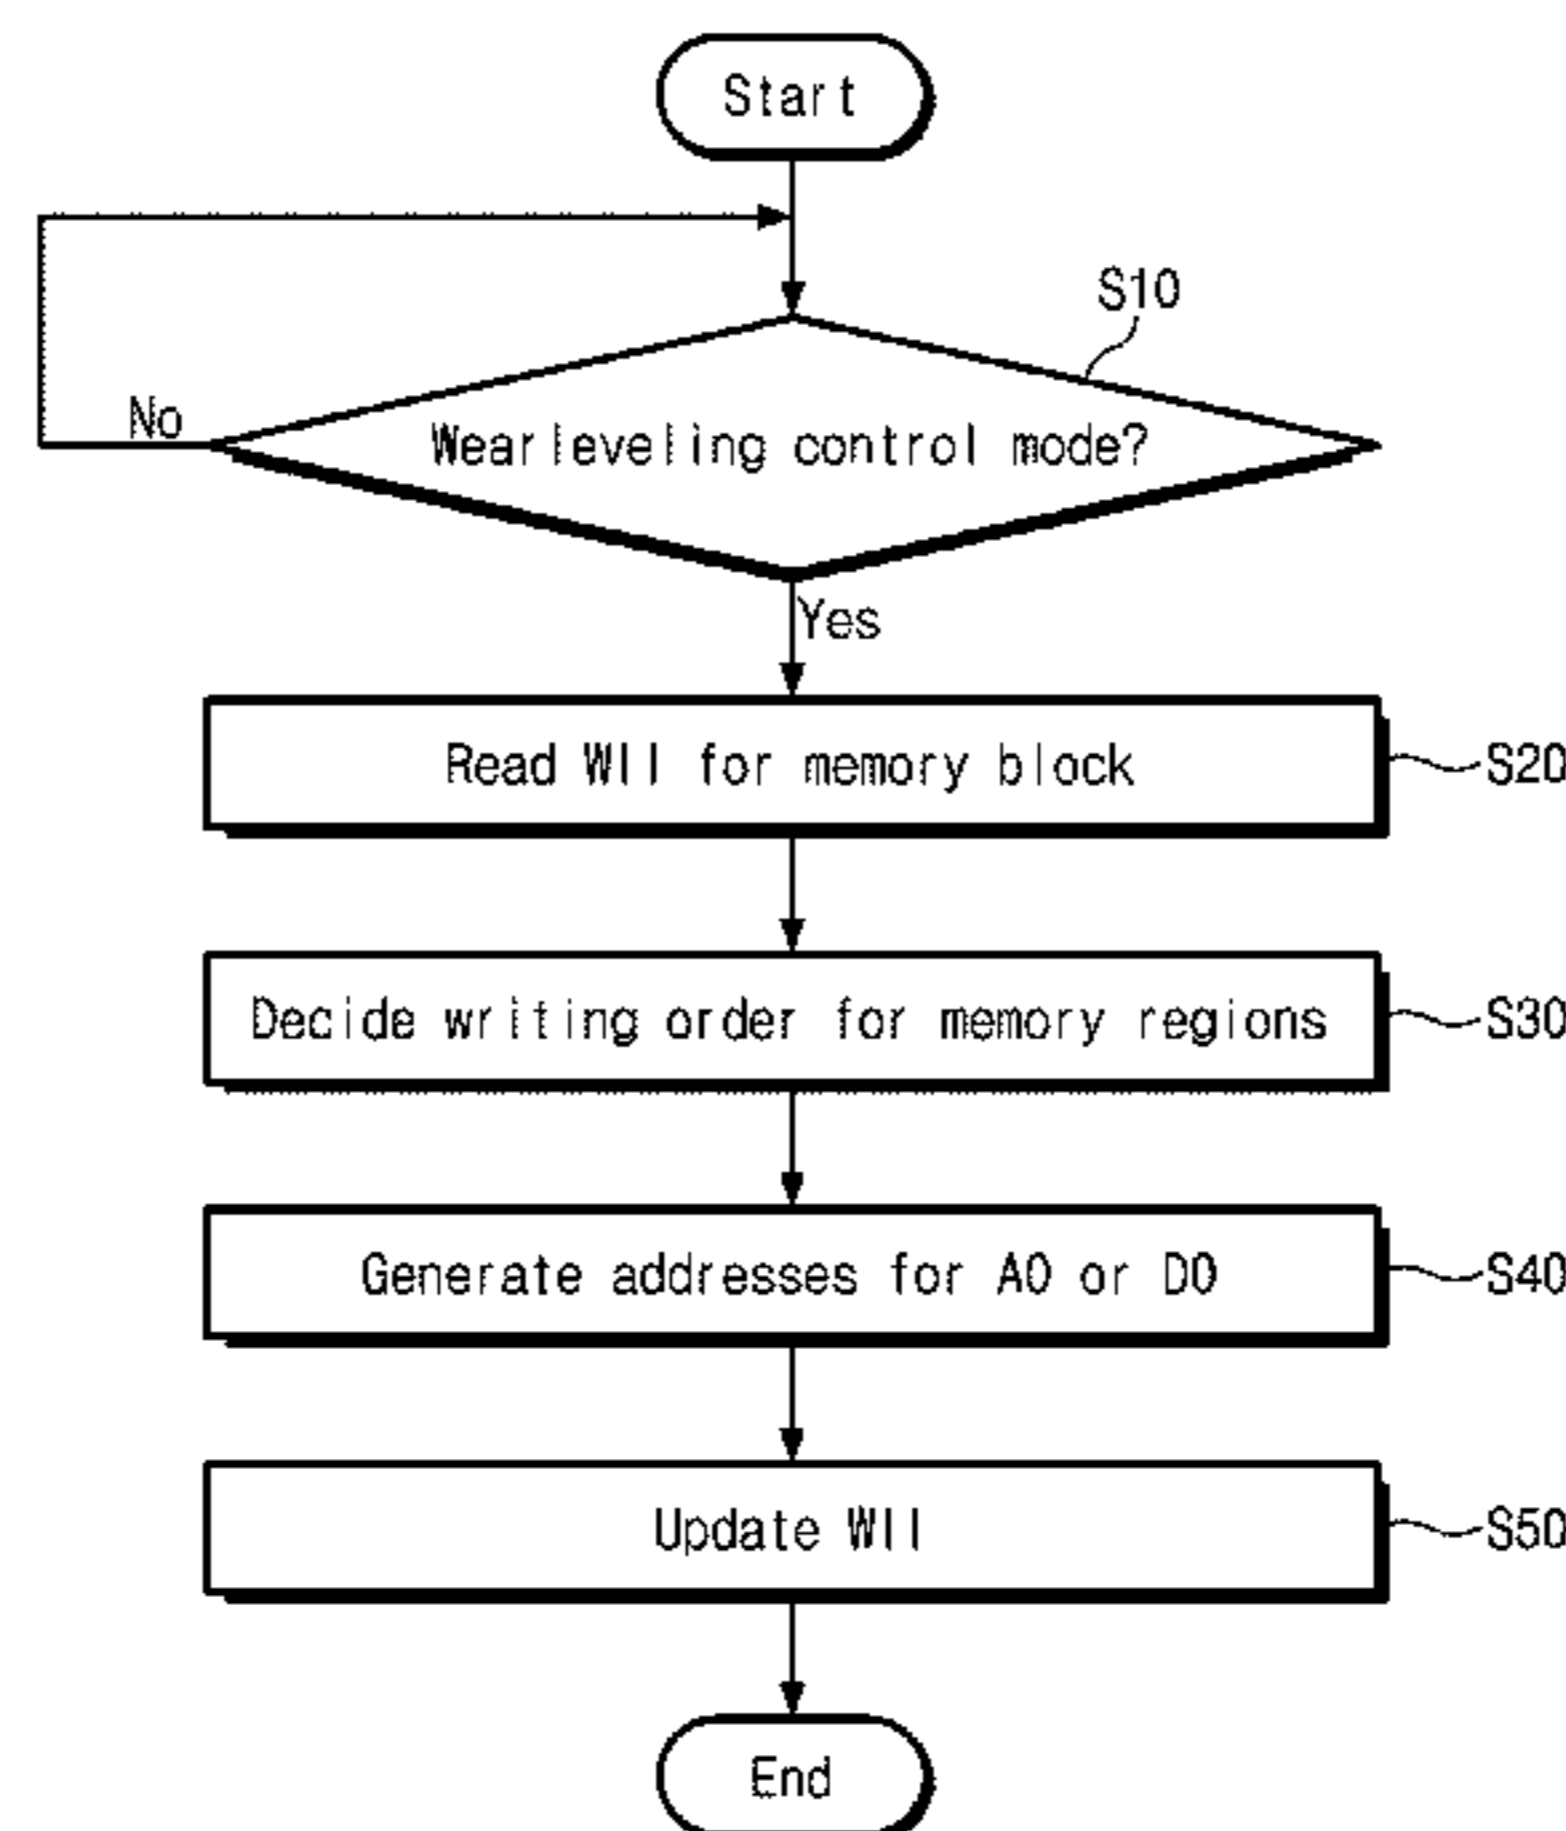 Start
S10
No
Wear leveling control mode?
Yes
Read WII for memory block
S20
Decide writing order for memory regions
S30
Generate addresses for AO or DO
S40
Update WII
S50
End